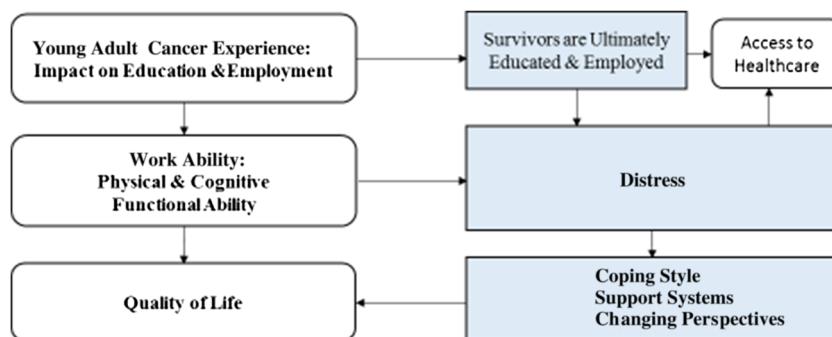 Young Adult Cancer Experience:
Impact on Education &Employment
Survivors are Ultimately
Educated & Employed
Access to
Healthcare
Work Ability:
Physical & Cognitive
Functional Ability
Distress
Quality of Life
Coping Style
Support Systems
Changing Perspectives